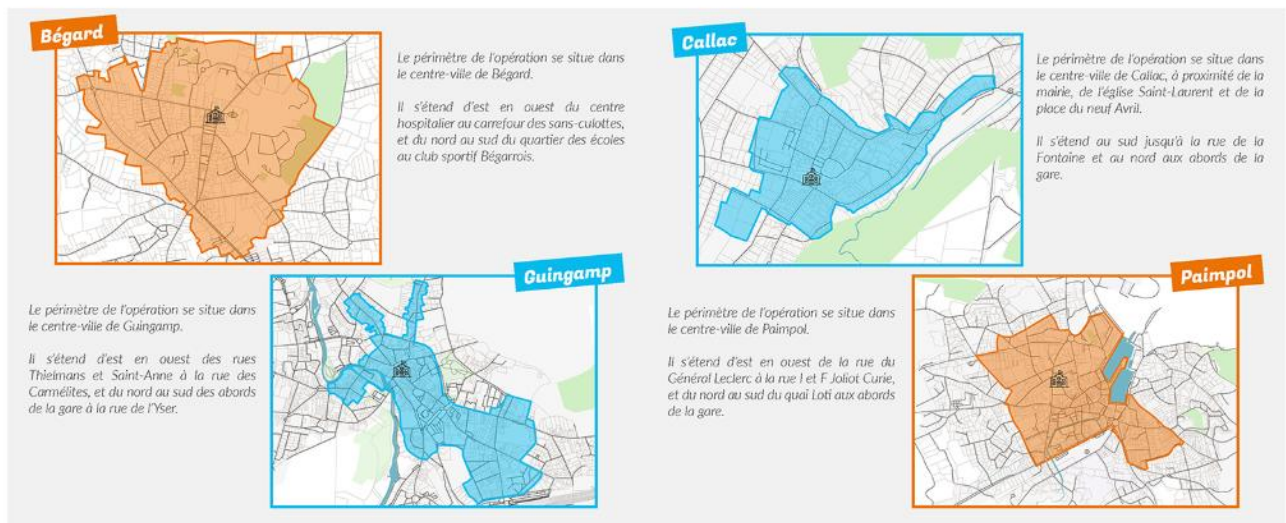 Bégard
Le périmètre de l'opération se situe dans
le centre-ville de Bégard.
Il s'étend d'est en ouest du centre
hospitalier au carrefour des sans-culottes,
et du nord au sud du quartier des écoles
au club sportif Bégarrois.
Callac
Le périmètre de l'opération se situe dans
le centre-ville de Callac, à proximité de la
mairie, de l'église Saint-Laurent et de la
place du neuf Avril.
Il s'étend au sud jusqu'à la rue de la
Fontaine et au nord aux abords de la
gare.
Guingamp
Le périmètre de l'opération se situe dans
le centre-ville de Guingamp.
Il s'étend d'est en ouest des rues
Thielmans et Saint-Anne à la rue des
Carmélites, et du nord au sud des abords
de la gare à la rue de l'Yser.
Paimpol
Le périmètre de l'opération se situe dans
le centre-ville de Paimpol.
Il s'étend d'est en ouest de la rue du
Général Leclerc à la rue I et F Joliot Curie,
et du nord au sud du quai Loti aux abords
de la gare.